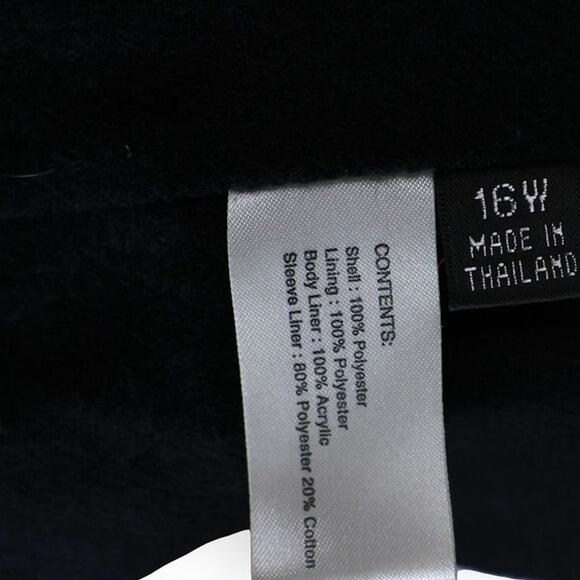 CONTENTS:
Shell : 100% Polyester
Lining : 100% Polyester
Body Liner : 100% Acrylic
Sleeve Liner : 80% Polyester 20% Cotton
16W
MADE IN
THAILAND